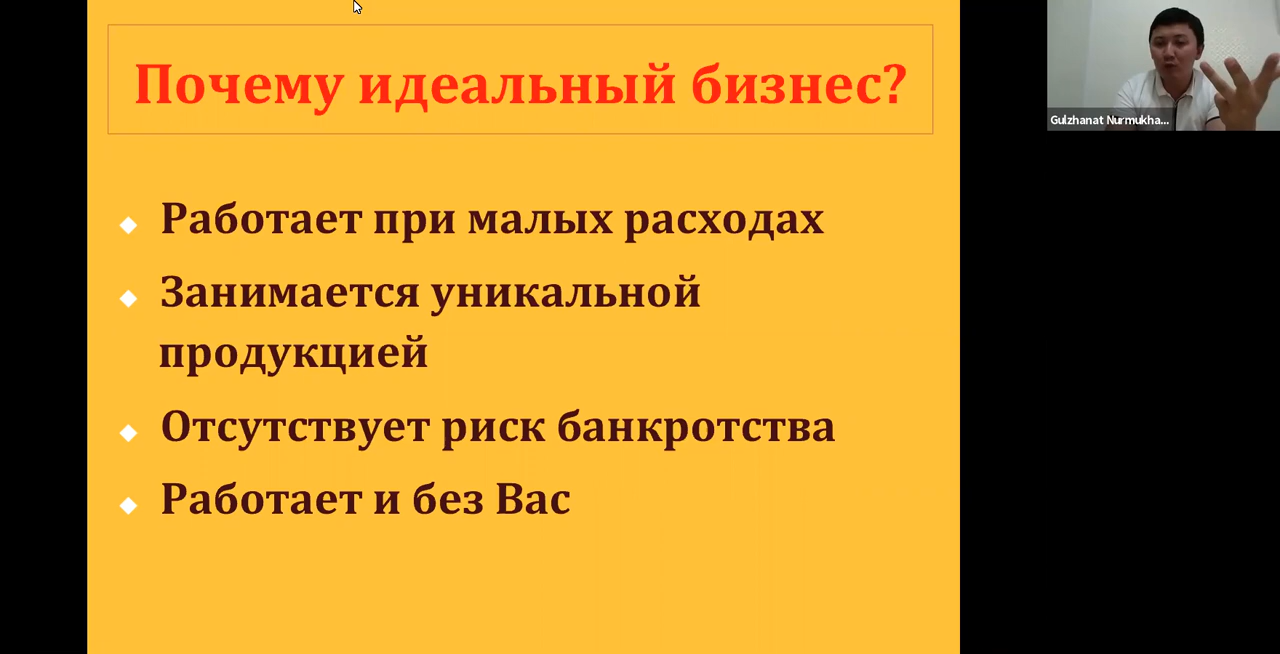 Почему идеальный бизнес?
Работает при малых расходах
Занимается уникальной
продукцией
Отсутствует риск банкротства
Работает и без Вас
Gulzhanat Nurmukha...